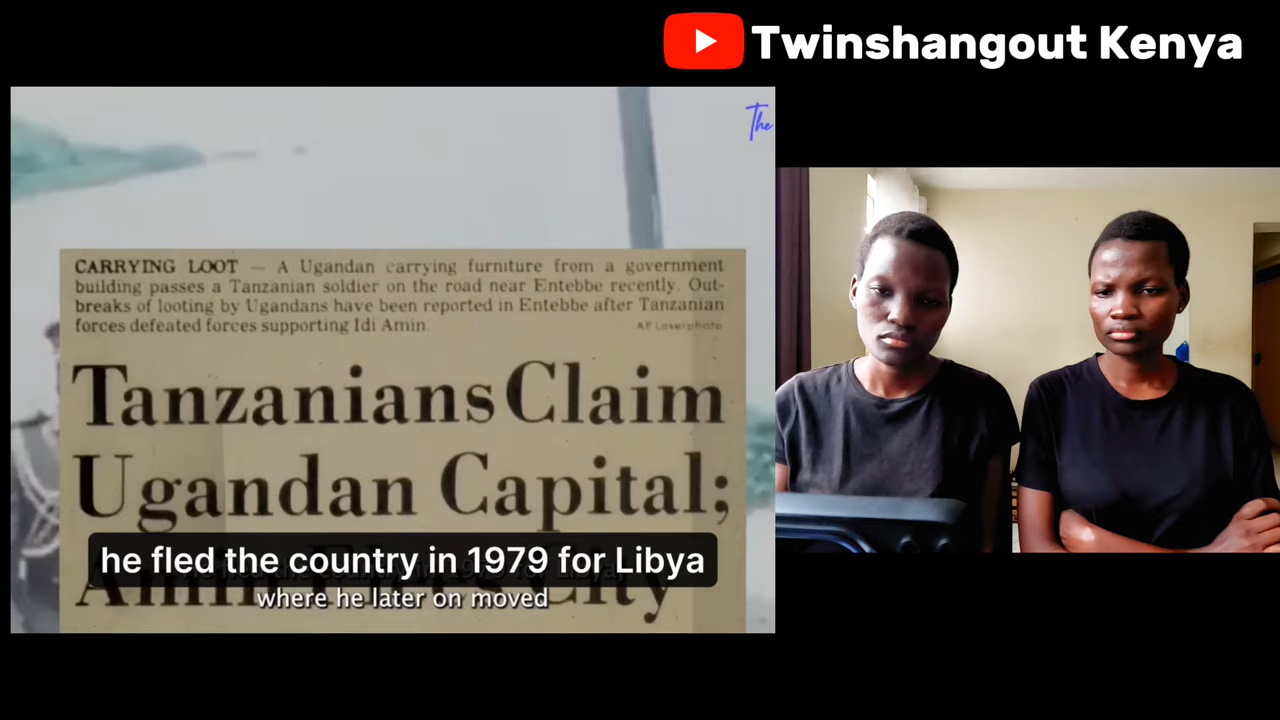 Twinshangout Kenya
The
CARRYING LOOT — A Ugandan carrying furniture from a government
building passes a Tanzanian soldier on the road near Entebbe recently. Out-
breaks of looting by Ugandans have been reported in Entebbe after Tanzanian
forces defeated forces supporting Idi Amin.
AP Laserphoto
Tanzanians Claim
Ugandan Capital;
he fled the country in 1979 for Libya
Amin City
where he later on moved